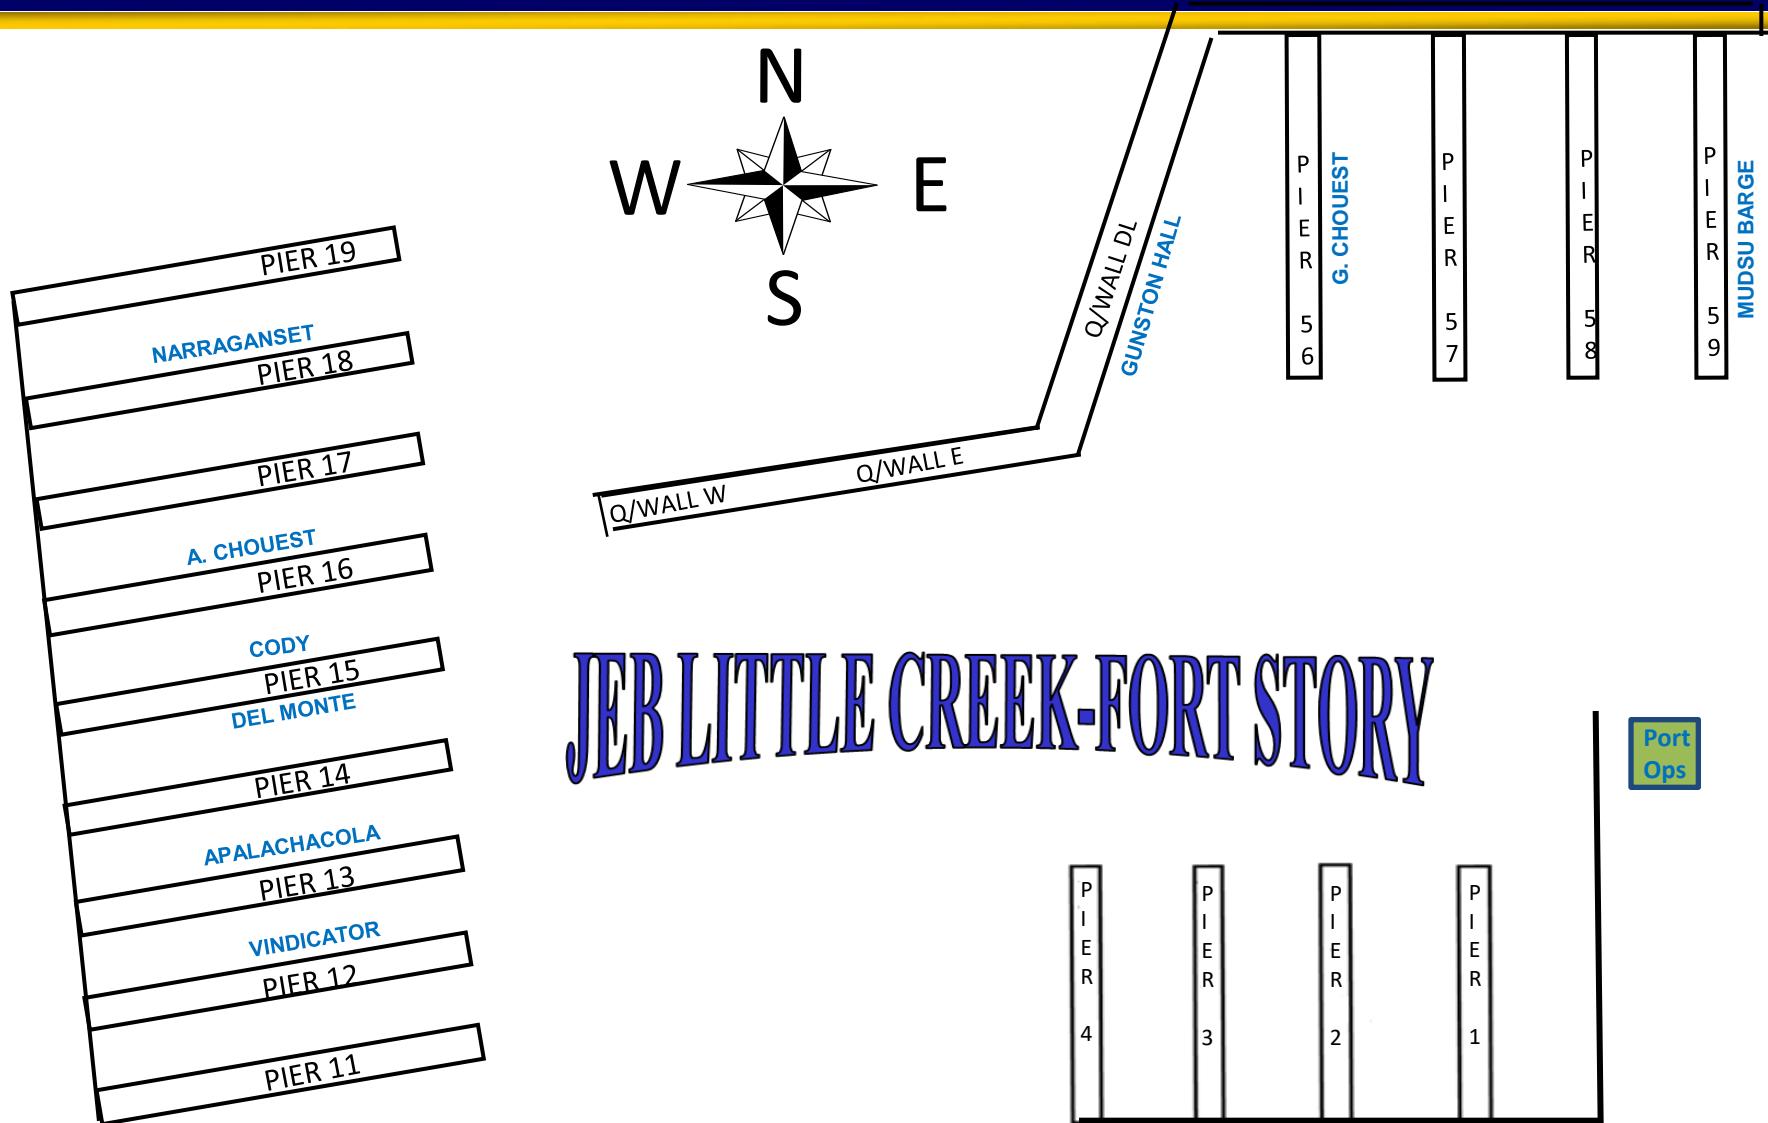 N
W
E
S
PIER 19
NARRAGANSET
PIER 18
PIER 17
A. CHOUEST
PIER 16
CODY
PIER 15
DEL MONTE
PIER 14
APALACHACOLA
PIER 13
VINDICATOR
PIER 12
PIER 11
Q/WALL W
Q/WALL E
Q/WALL DL
GUNSTON HALL
PIER 56
G. CHOUEST
PIER 57
PIER 58
PIER 59
MUDSU BARGE
JEB LITTLE CREEK-FORT STORY
Port
Ops
PIER 4
PIER 3
PIER 2
PIER 1